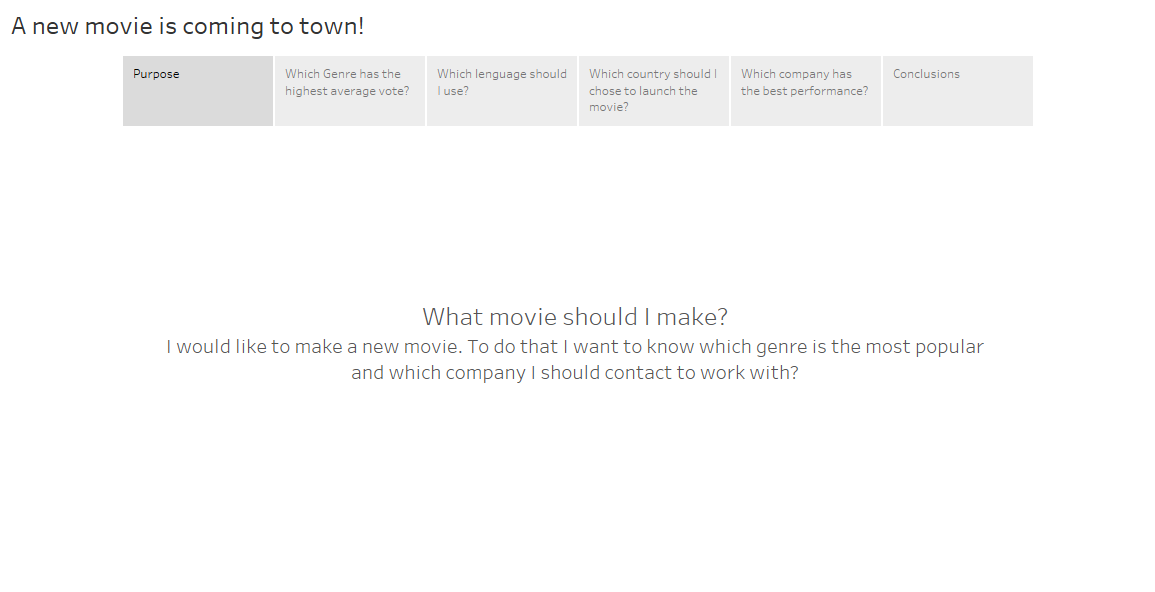 A new movie is coming to town!
Purpose
Which Genre has the
highest average vote?
Which lenguage should
I use?
Which country should I
chose to launch the
movie?
Which company has
the best performance?
Conclusions
What movie should I make?
I would like to make a new movie. To do that I want to know which genre is the most popular
and which company I should contact to work with?